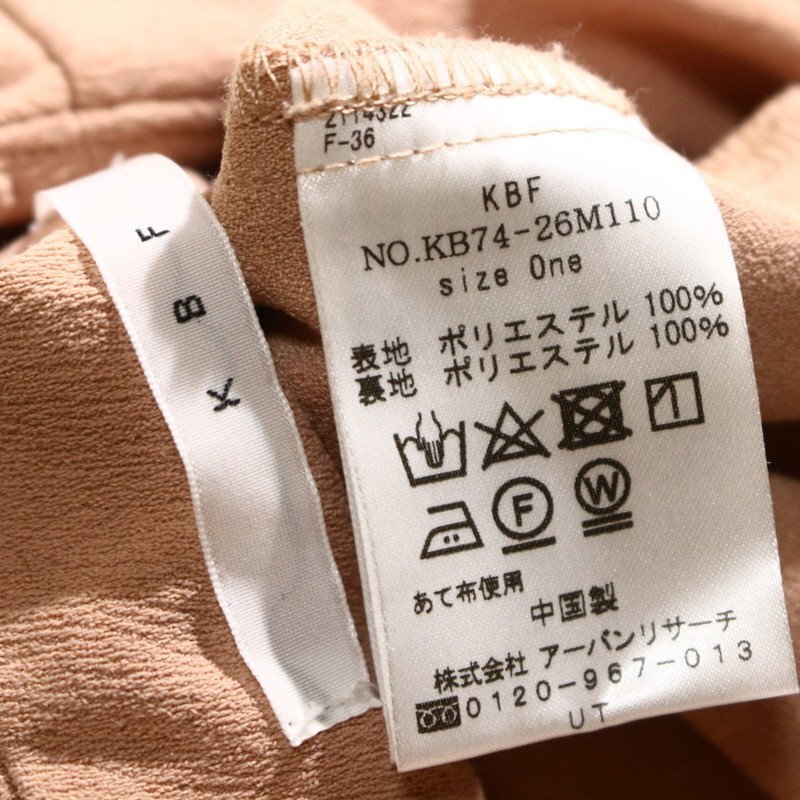 K B F
2114322
F-36
KBF
NO.KB74-26M110
size One
表地 ポリエステル 100%
裏地 ポリエステル 100%
F W
あて布使用
中国製
株式会社 アーバンリサーチ
0120-967-013
UT